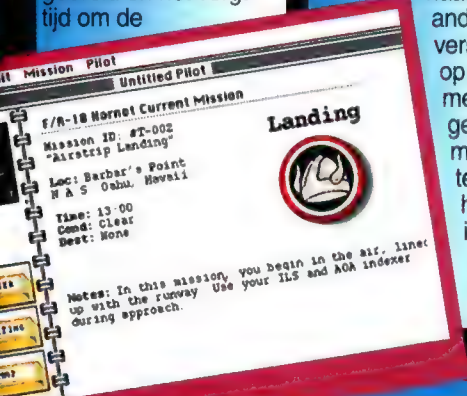 tijd om de
it Mission Pilot
Untitled Pilot
F/A-18 Hornet Current Mission
Mission ID: #T-002
"Airstrip Landing"
Loc: Barbar's Point
N A S Oahu, Hawaii
Time: 13:00
Cond: Clear
Dest: None
Landing
Notes: In this mission, you begin in the air, lined
up with the runway Use your ILS and AOA indexer
during approach.
and
ver
op
me
ge
m
te
h
i